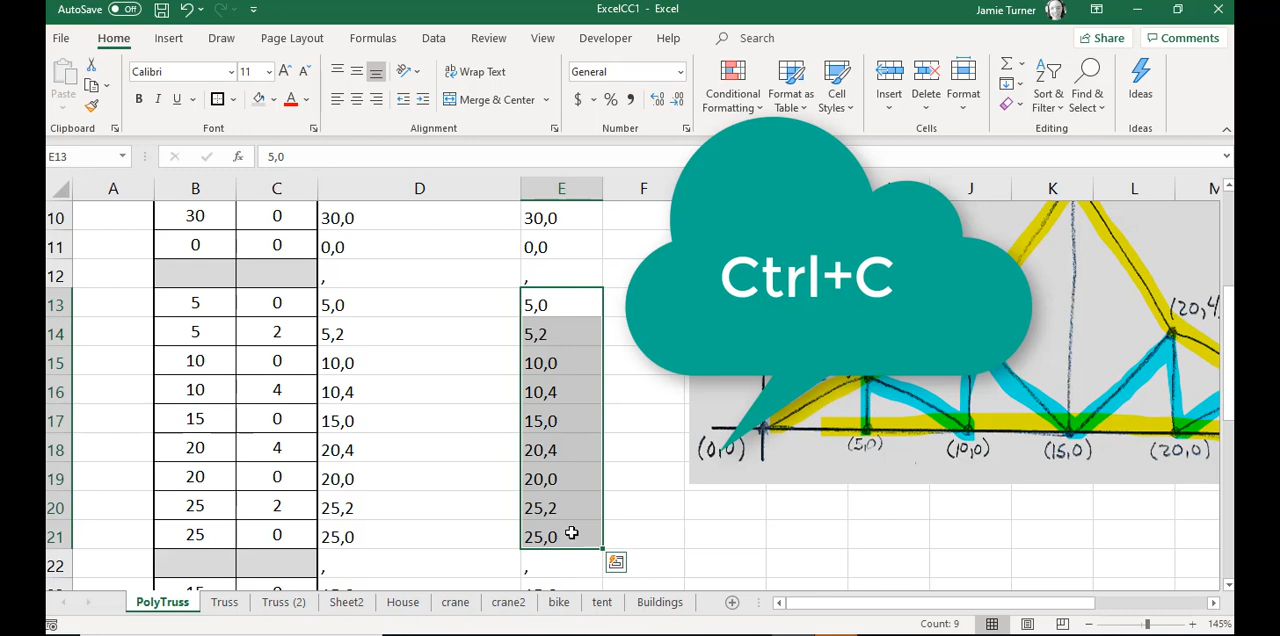 AutoSave Off ExcelCC1 - Excel Jamie Turner
File Home Insert Draw Page Layout Formulas Data Review View Developer Help Search Share Comments
Paste Calibri 11 A A Wrap Text General Conditional Formatting Format as Table Cell Styles Insert Delete Format Sort & Filter Find & Select Ideas
B I U A Merge & Center $ % ,
Clipboard Font Alignment Number Cells Editing Ideas
E13 fx 5,0
A B C D E F J K L M
10 30 0 30,0 30,0
11 0 0 0,0 0,0
12 , ,
13 5 0 5,0 5,0
14 5 2 5,2 5,2
15 10 0 10,0 10,0
16 10 4 10,4 10,4
17 15 0 15,0 15,0
18 20 4 20,4 20,4
19 20 0 20,0 20,0
20 25 2 25,2 25,2
21 25 0 25,0 25,0
22 , ,
Ctrl+C
(20,4
(0,0) (5,0) (10,0) (15,0) (20,0)
PolyTruss Truss Truss (2) Sheet2 House crane crane2 bike tent Buildings
Count: 9 145%